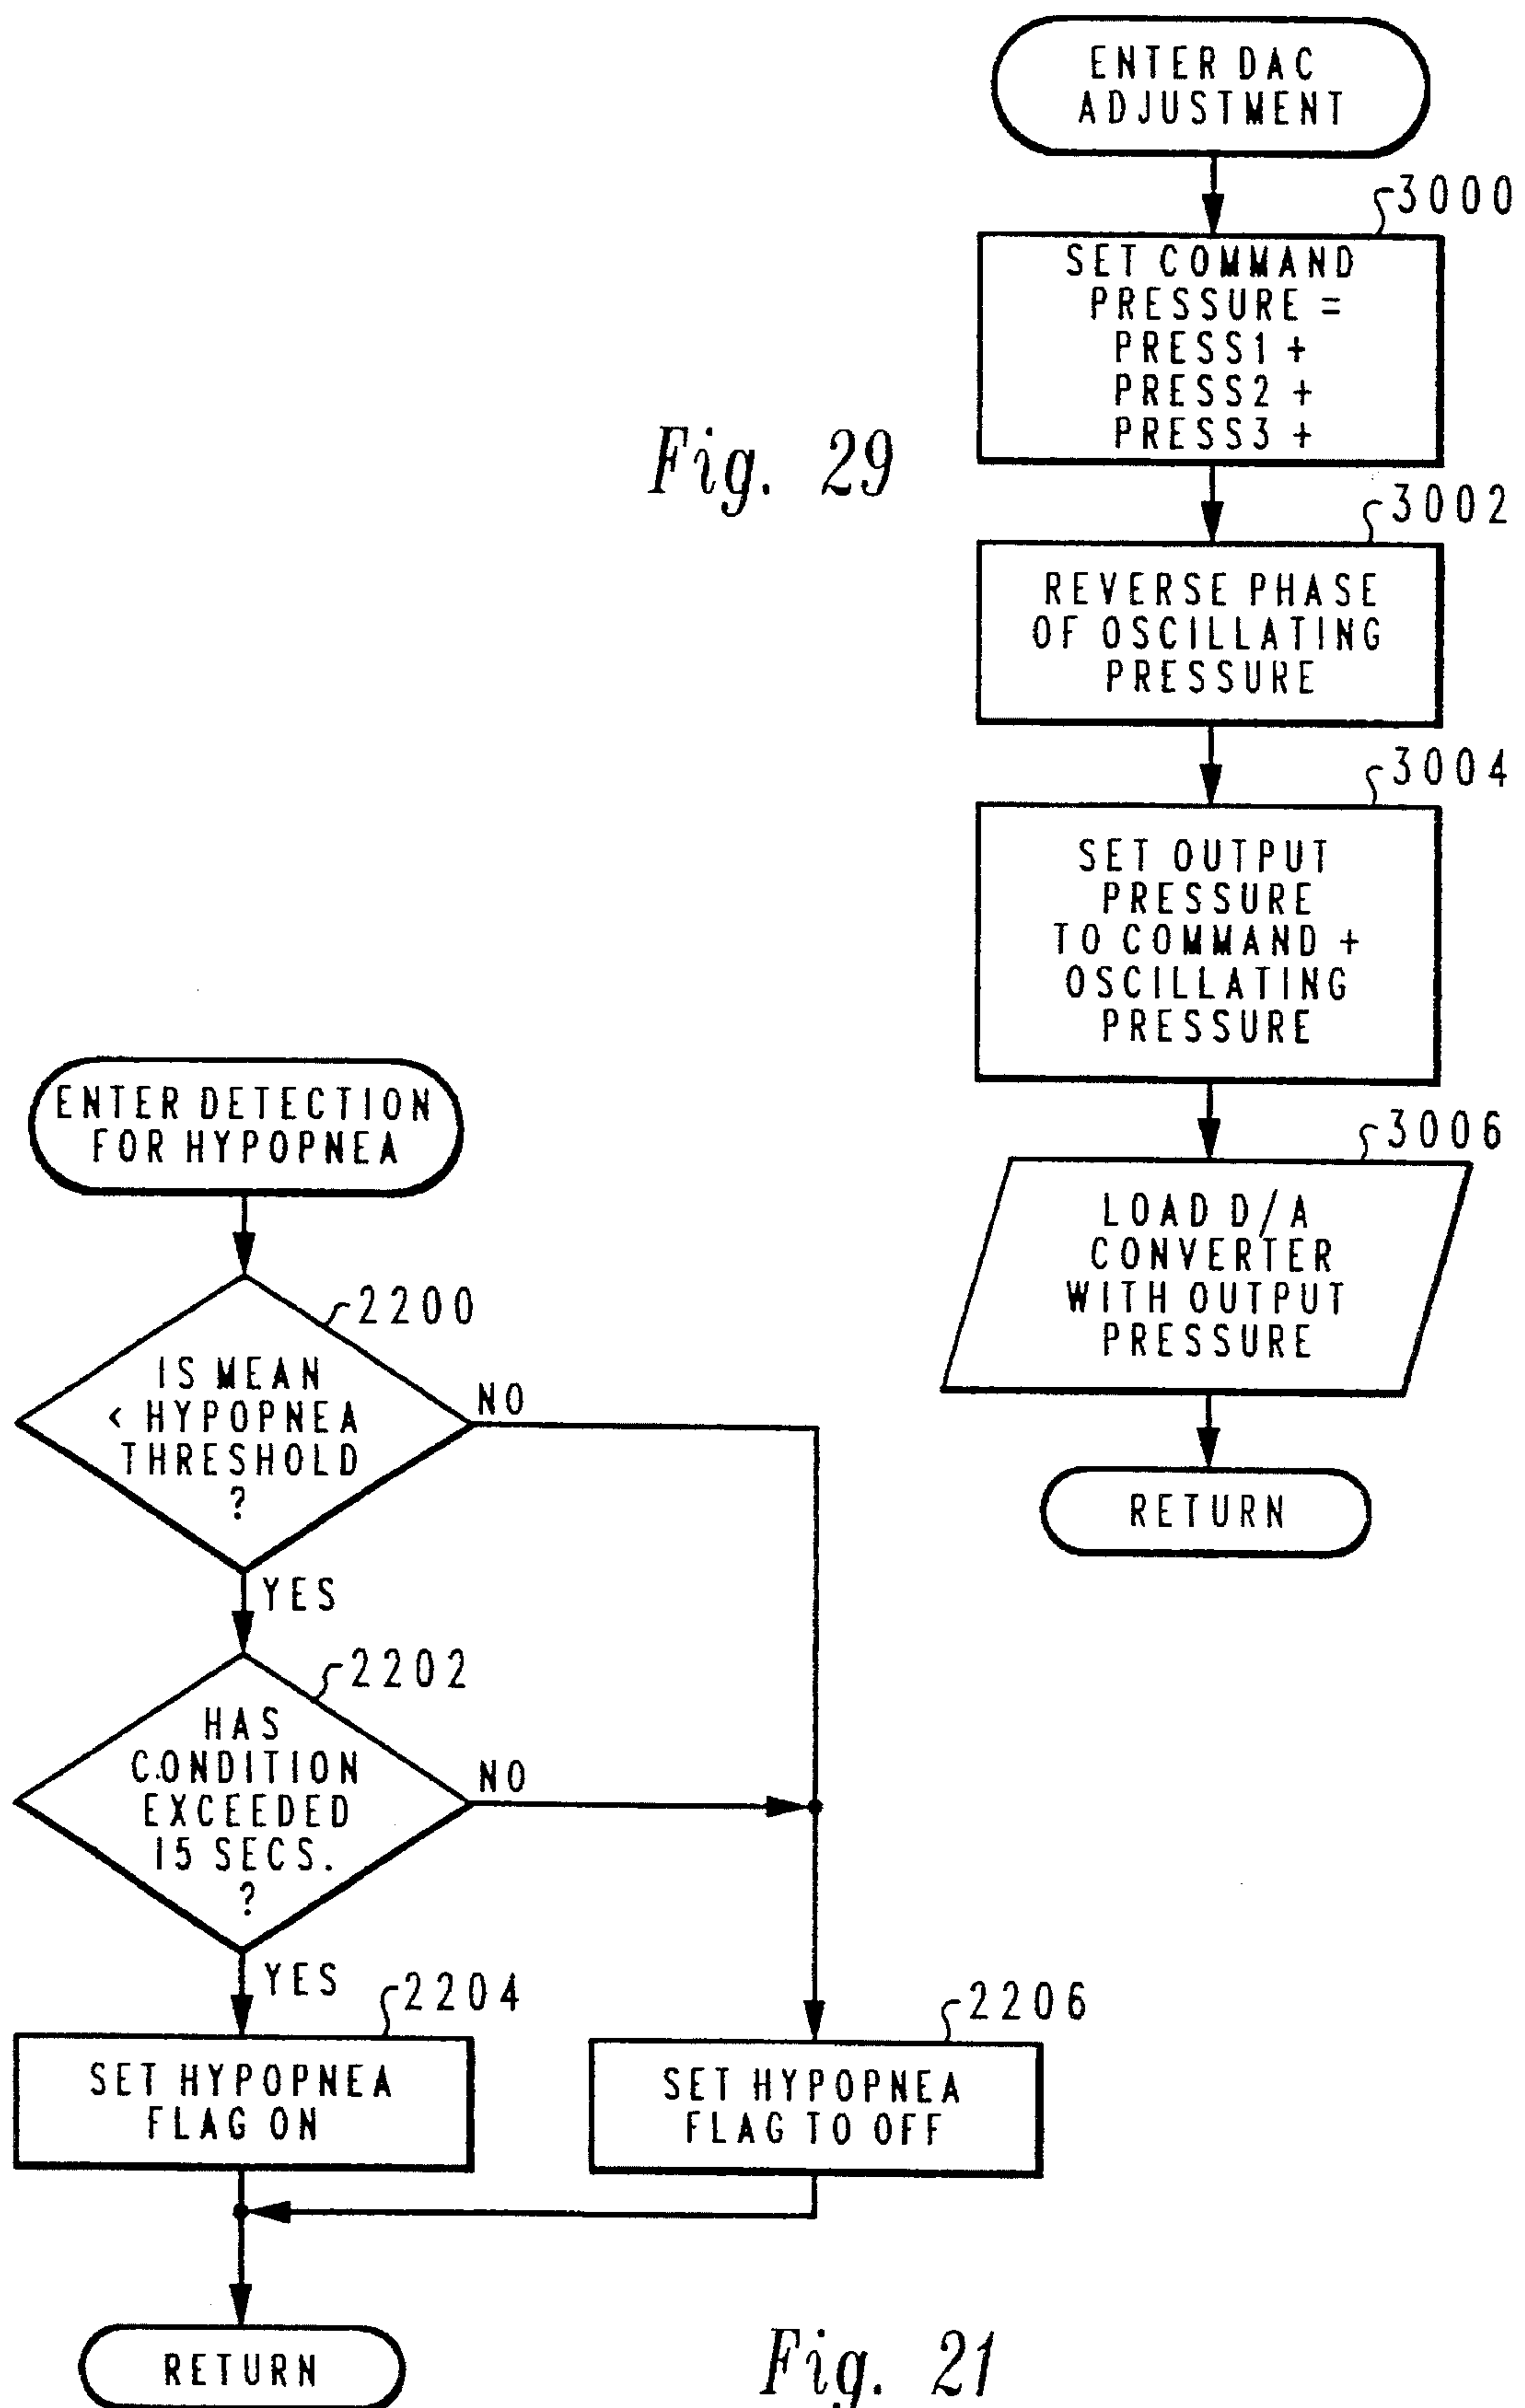 ENTER DAC
ADJUSTMENT
3000
SET COMMAND
PRESSURE =
PRESS1 +
PRESS2 +
PRESS3 +
Fig. 29
3002
REVERSE PHASE
OF OSCILLATING
PRESSURE
3004
SET OUTPUT
PRESSURE
TO COMMAND +
OSCILLATING
PRESSURE
3006
LOAD D/A
CONVERTER
WITH OUTPUT
PRESSURE
RETURN
ENTER DETECTION
FOR HYPOPNEA
2200
IS MEAN
< HYPOPNEA
THRESHOLD
?
NO
YES
2202
HAS
CONDITION
EXCEEDED
15 SECS.
?
NO
YES
2204
SET HYPOPNEA
FLAG ON
2206
SET HYPOPNEA
FLAG TO OFF
RETURN
Fig. 21